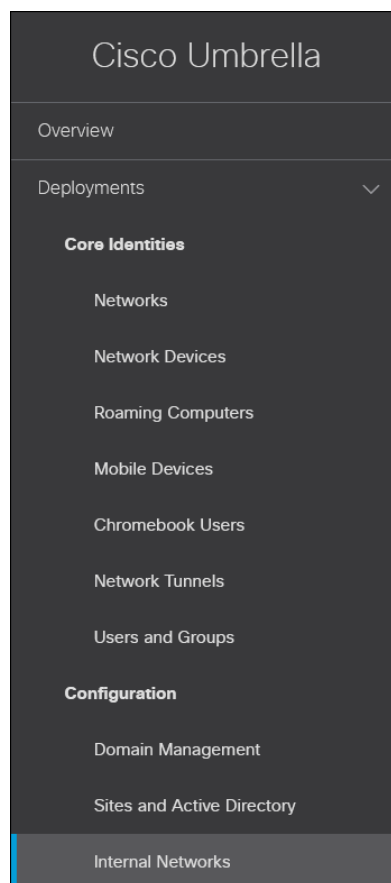 Cisco Umbrella
Overview
Deployments
Core Identities
Networks
Network Devices
Roaming Computers
Mobile Devices
Chromebook Users
Network Tunnels
Users and Groups
Configuration
Domain Management
Sites and Active Directory
Internal Networks